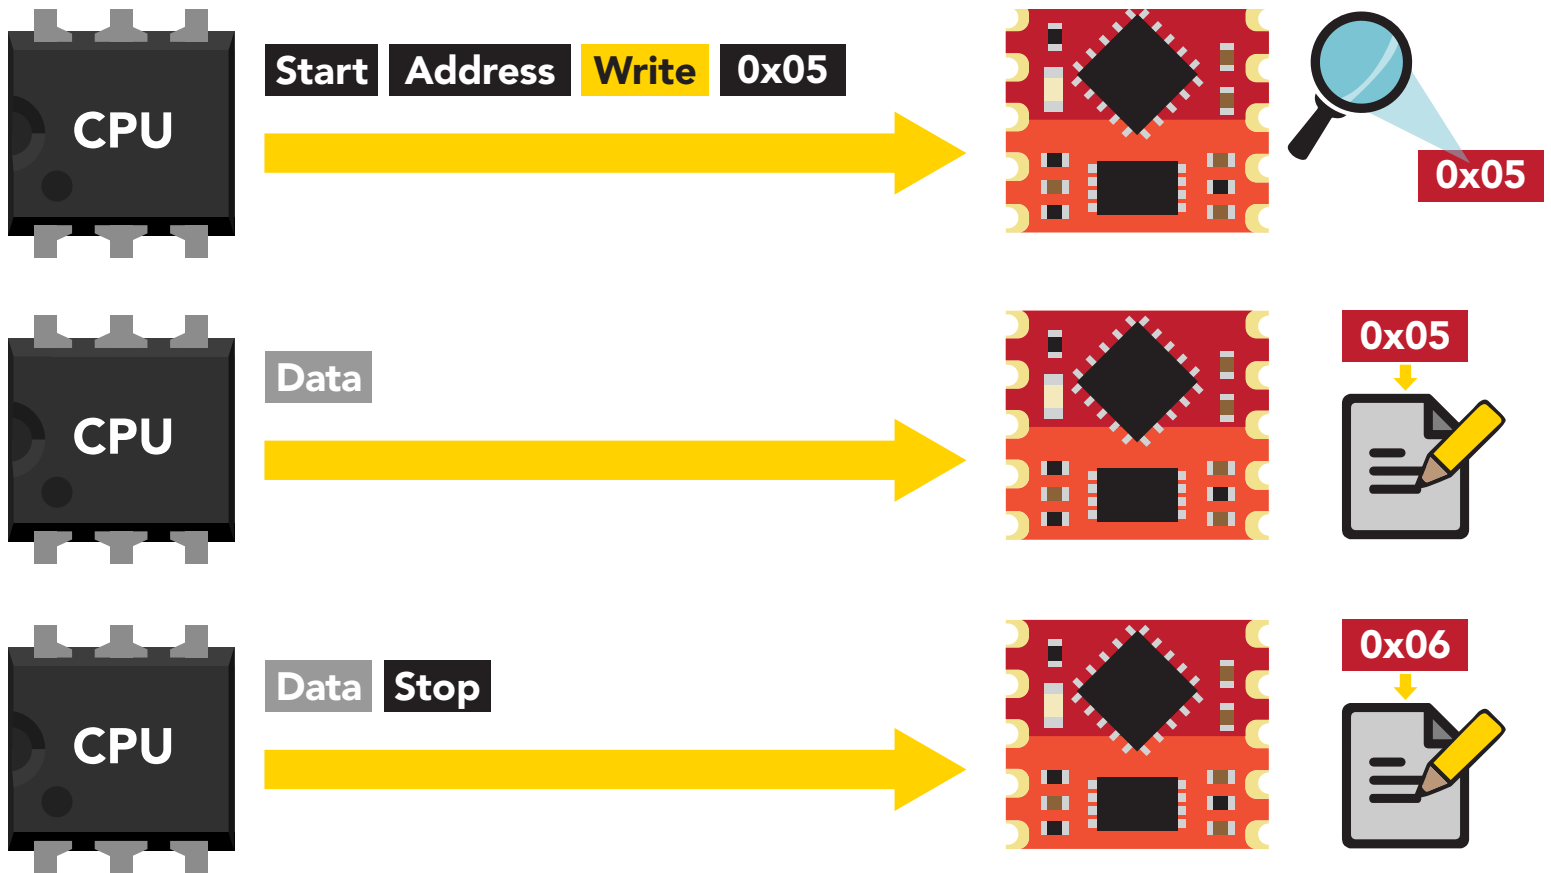 CPU
Start Address Write 0x05
0x05
CPU
Data
0x05
CPU
Data Stop
0x06